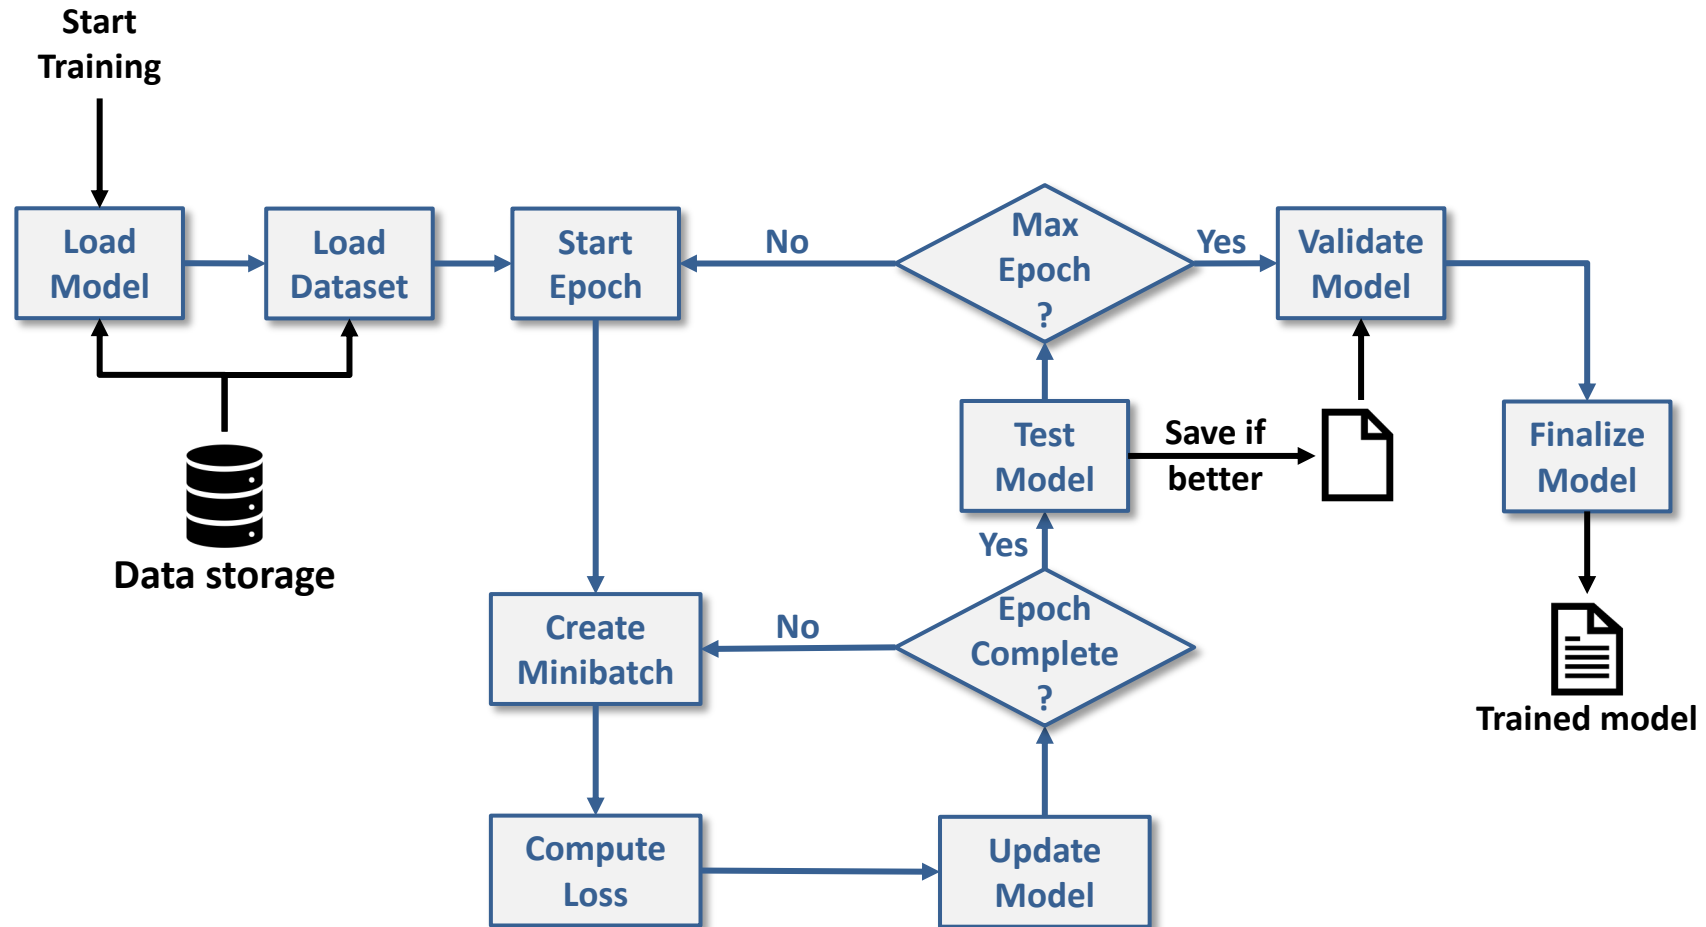 Start
Training
Load
Model
Load
Dataset
Start
Epoch
No
Max
Epoch
?
Yes
Validate
Model
Test
Model
Save if
better
Finalize
Model
Data storage
Yes
Create
Minibatch
No
Epoch
Complete
?
Trained model
Compute
Loss
Update
Model